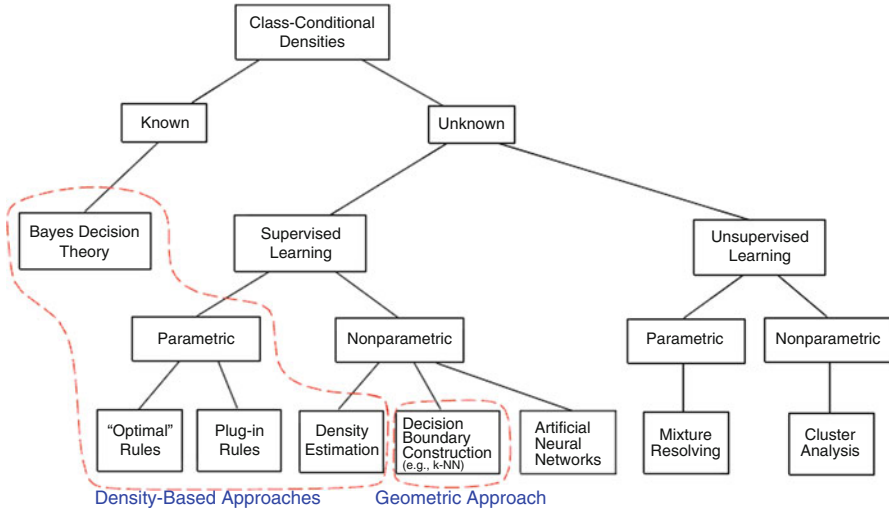 Class-Conditional
Densities
Known
Unknown
Bayes Decision
Theory
Supervised
Learning
Unsupervised
Learning
Parametric
Nonparametric
Parametric
Nonparametric
“Optimal”
Rules
Plug-in
Rules
Density
Estimation
Decision
Boundary
Construction
(e.g., k-NN)
Artificial
Neural
Networks
Mixture
Resolving
Cluster
Analysis
Density-Based Approaches
Geometric Approach